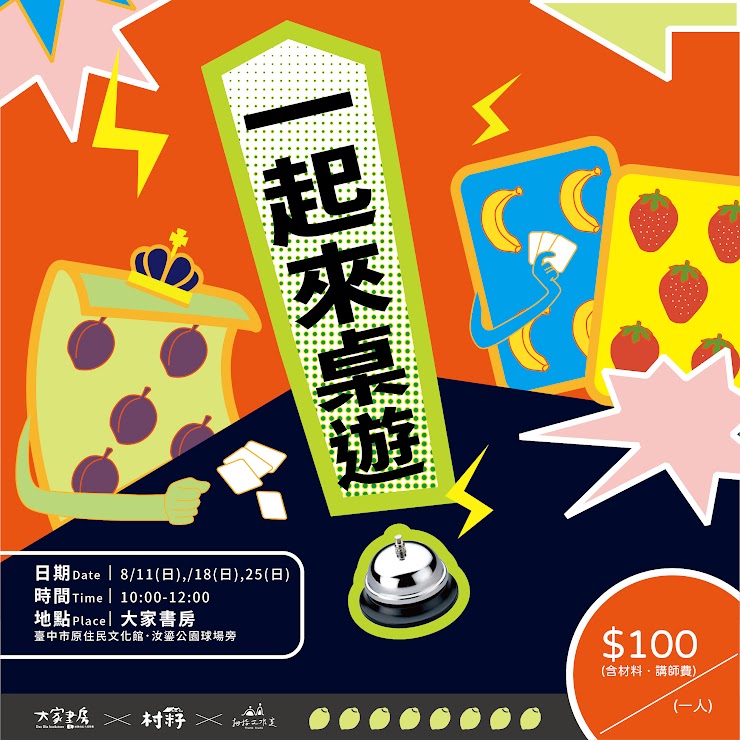 一起來桌遊
日期Date | 8/11(日),/18(日),25(日)
時間Time | 10:00-12:00
地點Place | 大家書房
臺中市原住民文化館·汝鎏公園球場旁
$100
(含材料·講師費)
(一人)
大家書房 × 村籽 ×